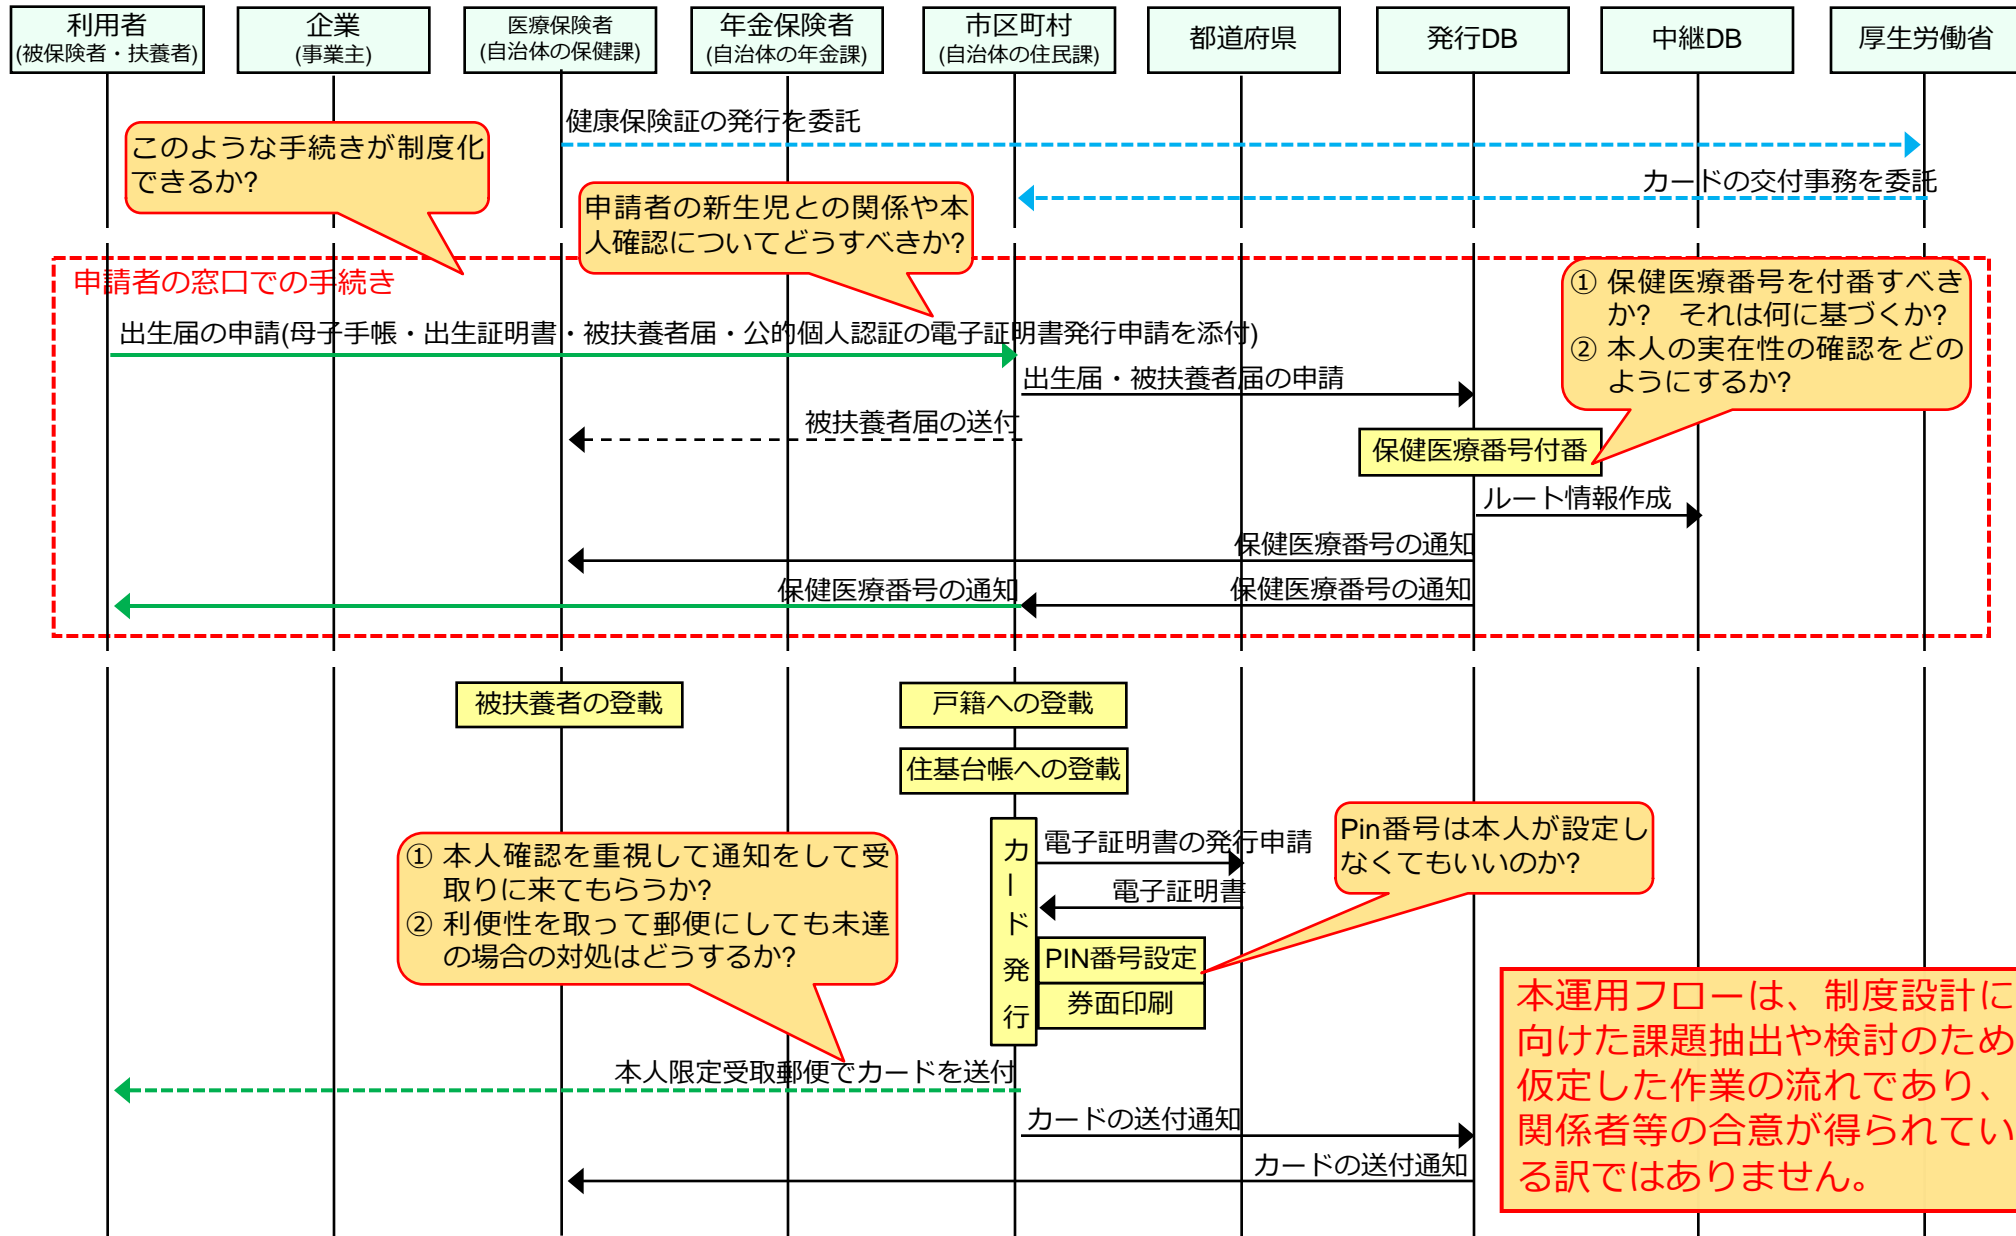 利用者
(被保険者・扶養者)
企業
(事業主)
医療保険者
(自治体の保健課)
年金保険者
(自治体の年金課)
市区町村
(自治体の住民課)
都道府県
発行DB
中継DB
厚生労働省
健康保険証の発行を委託
このような手続きが制度化
できるか?
カードの交付事務を委託
申請者の新生児との関係や本
人確認についてどうすべきか?
申請者の窓口での手続き
① 保健医療番号を付番すべき
か? それは何に基づくか?
② 本人の実在性の確認をどの
ようにするか?
出生届の申請(母子手帳・出生証明書・被扶養者届・公的個人認証の電子証明書発行申請を添付)
出生届・被扶養者届の申請
被扶養者届の送付
保健医療番号付番
ルート情報作成
保健医療番号の通知
保健医療番号の通知
保健医療番号の通知
被扶養者の登載
戸籍への登載
住基台帳への登載
カード発行
電子証明書の発行申請
Pin番号は本人が設定し
なくてもいいのか?
① 本人確認を重視して通知をして受
取りに来てもらうか?
② 利便性を取って郵便にしても未達
の場合の対処はどうするか?
電子証明書
PIN番号設定
券面印刷
本運用フローは、制度設計に
向けた課題抽出や検討のため
仮定した作業の流れであり、
関係者等の合意が得られてい
る訳ではありません。
本人限定受取郵便でカードを送付
カードの送付通知
カードの送付通知